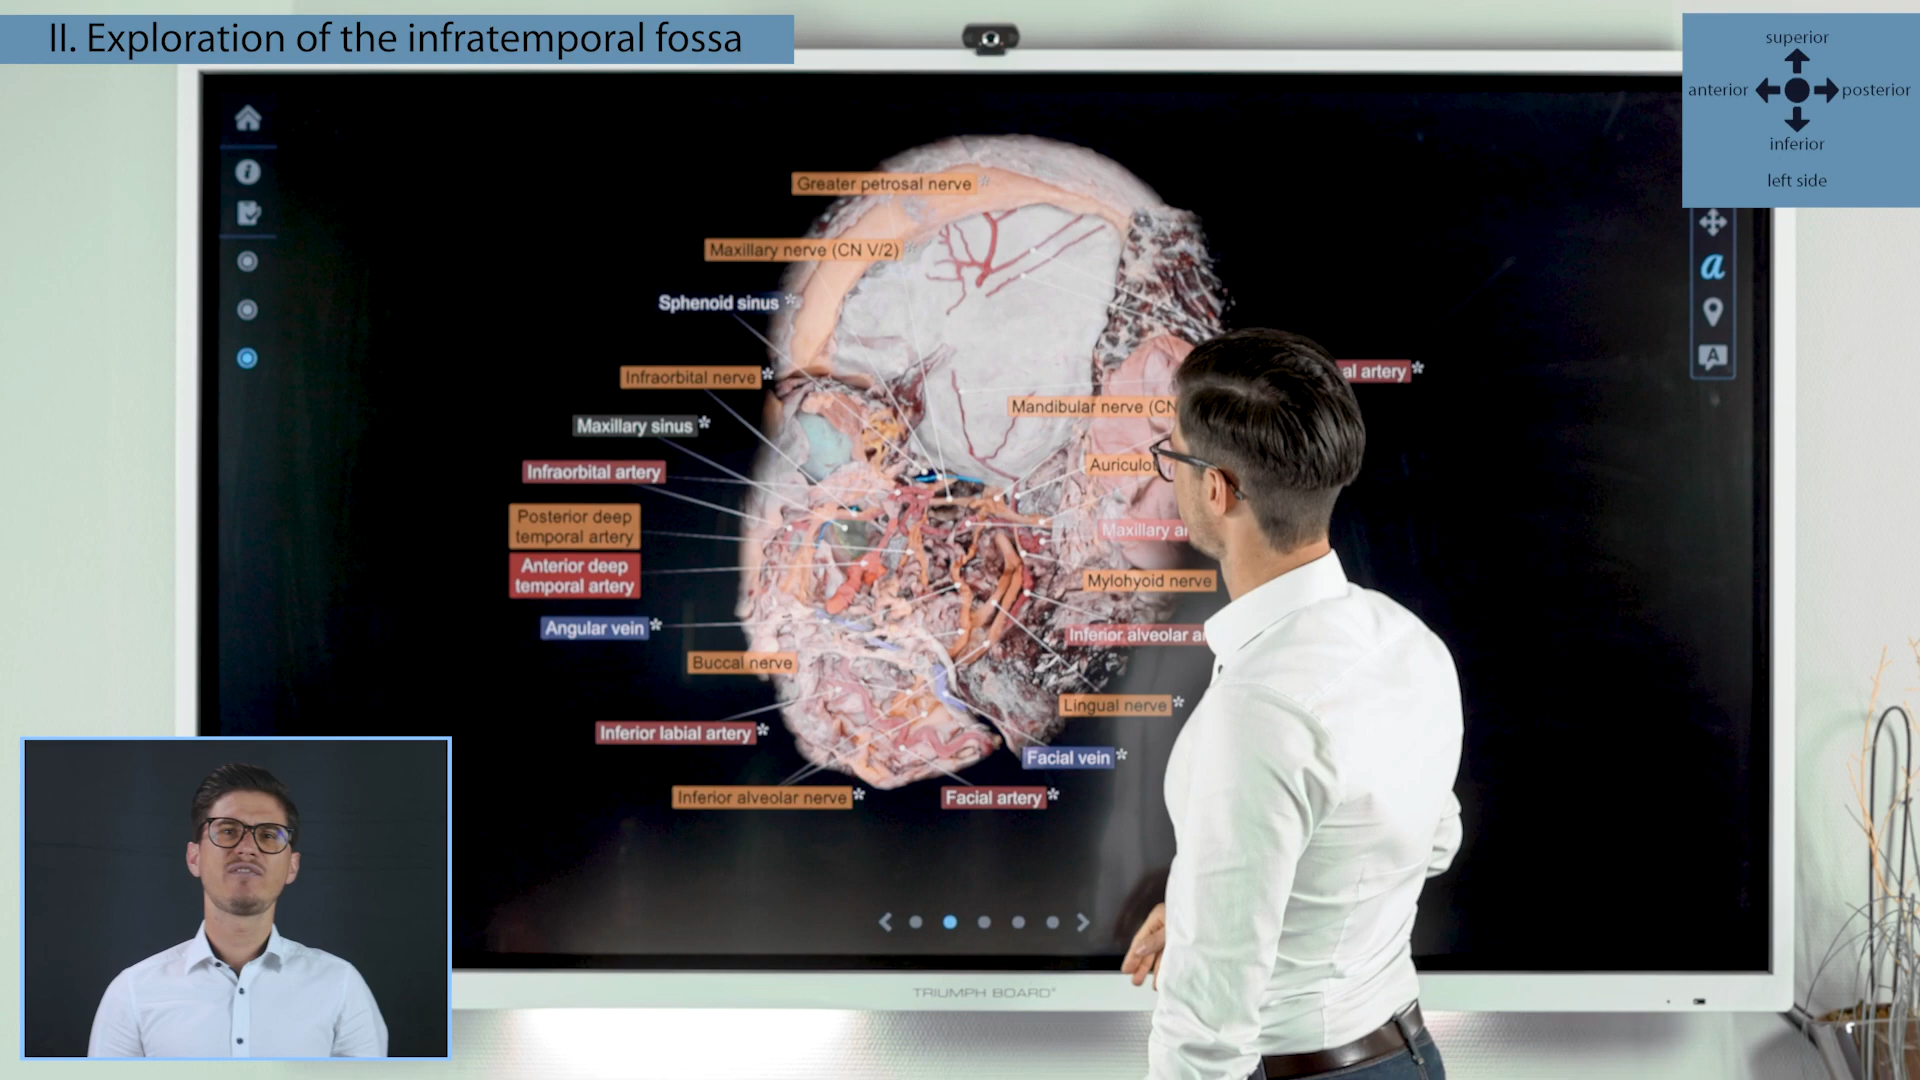 II. Exploration of the infratemporal fossa
superior
anterior
posterior
inferior
left side
a
A
Greater petrosal nerve *
Maxillary nerve (CN V/2) *
Sphenoid sinus *
Infraorbital nerve *
al artery *
Mandibular nerve (CN
Maxillary sinus *
Infraorbital artery
Posterior deep
temporal artery
Anterior deep
temporal artery
Maxillary
Mylohyoid nerve
Angular vein *
Inferior alveolar
Buccal nerve
Lingual nerve *
Inferior labial artery *
Facial vein *
Inferior alveolar nerve *
Facial artery *
TRIUMPH BOARD